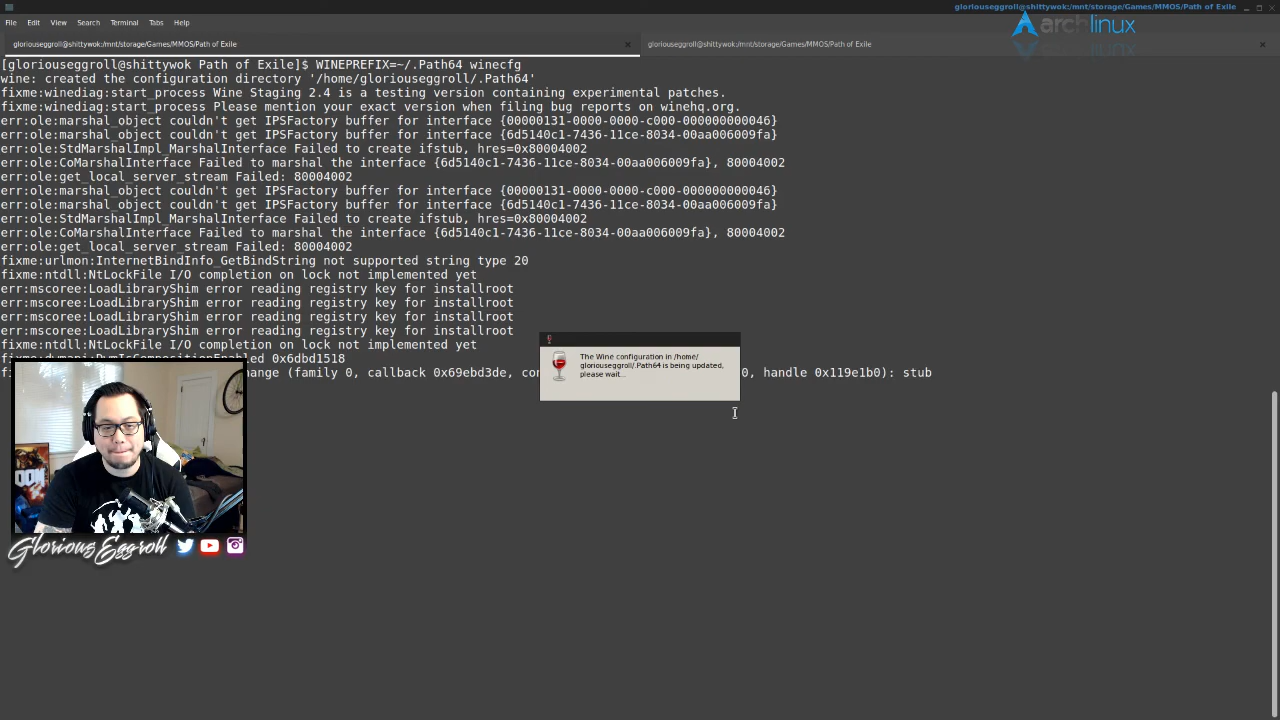 gloriouseggroll@shittywok:/mnt/storage/Games/MMOS/Path of Exile
File Edit View Search Terminal Tabs Help
archlinux
gloriouseggroll@shittywok:/mnt/storage/Games/MMOS/Path of Exile
gloriouseggroll@shittywok:/mnt/storage/Games/MMOS/Path of Exile
[gloriouseggroll@shittywok Path of Exile]$ WINEPREFIX=~/.Path64 winecfg
wine: created the configuration directory '/home/gloriouseggroll/.Path64'
fixme:winediag:start_process Wine Staging 2.4 is a testing version containing experimental patches.
fixme:winediag:start_process Please mention your exact version when filing bug reports on winehq.org.
err:ole:marshal_object couldn't get IPSFactory buffer for interface {00000131-0000-0000-c000-000000000046}
err:ole:marshal_object couldn't get IPSFactory buffer for interface {6d5140c1-7436-11ce-8034-00aa006009fa}
err:ole:StdMarshalImpl_MarshalInterface Failed to create ifstub, hres=0x80004002
err:ole:CoMarshalInterface Failed to marshal the interface {6d5140c1-7436-11ce-8034-00aa006009fa}, 80004002
err:ole:get_local_server_stream Failed: 80004002
err:ole:marshal_object couldn't get IPSFactory buffer for interface {00000131-0000-0000-c000-000000000046}
err:ole:marshal_object couldn't get IPSFactory buffer for interface {6d5140c1-7436-11ce-8034-00aa006009fa}
err:ole:StdMarshalImpl_MarshalInterface Failed to create ifstub, hres=0x80004002
err:ole:CoMarshalInterface Failed to marshal the interface {6d5140c1-7436-11ce-8034-00aa006009fa}, 80004002
err:ole:get_local_server_stream Failed: 80004002
fixme:urlmon:InternetBindInfo_GetBindString not supported string type 20
fixme:ntdll:NtLockFile I/O completion on lock not implemented yet
err:mscoree:LoadLibraryShim error reading registry key for installroot
err:mscoree:LoadLibraryShim error reading registry key for installroot
err:mscoree:LoadLibraryShim error reading registry key for installroot
err:mscoree:LoadLibraryShim error reading registry key for installroot
fixme:ntdll:NtLockFile I/O completion on lock not implemented yet
0x6dbd1518
ange (family 0, callback 0x69ebd3de, 0, handle 0x119e1b0): stub
The Wine configuration in /home/
gloriouseggroll/.Path64 is being updated,
please wait...
DOOM
Glorious Eggroll